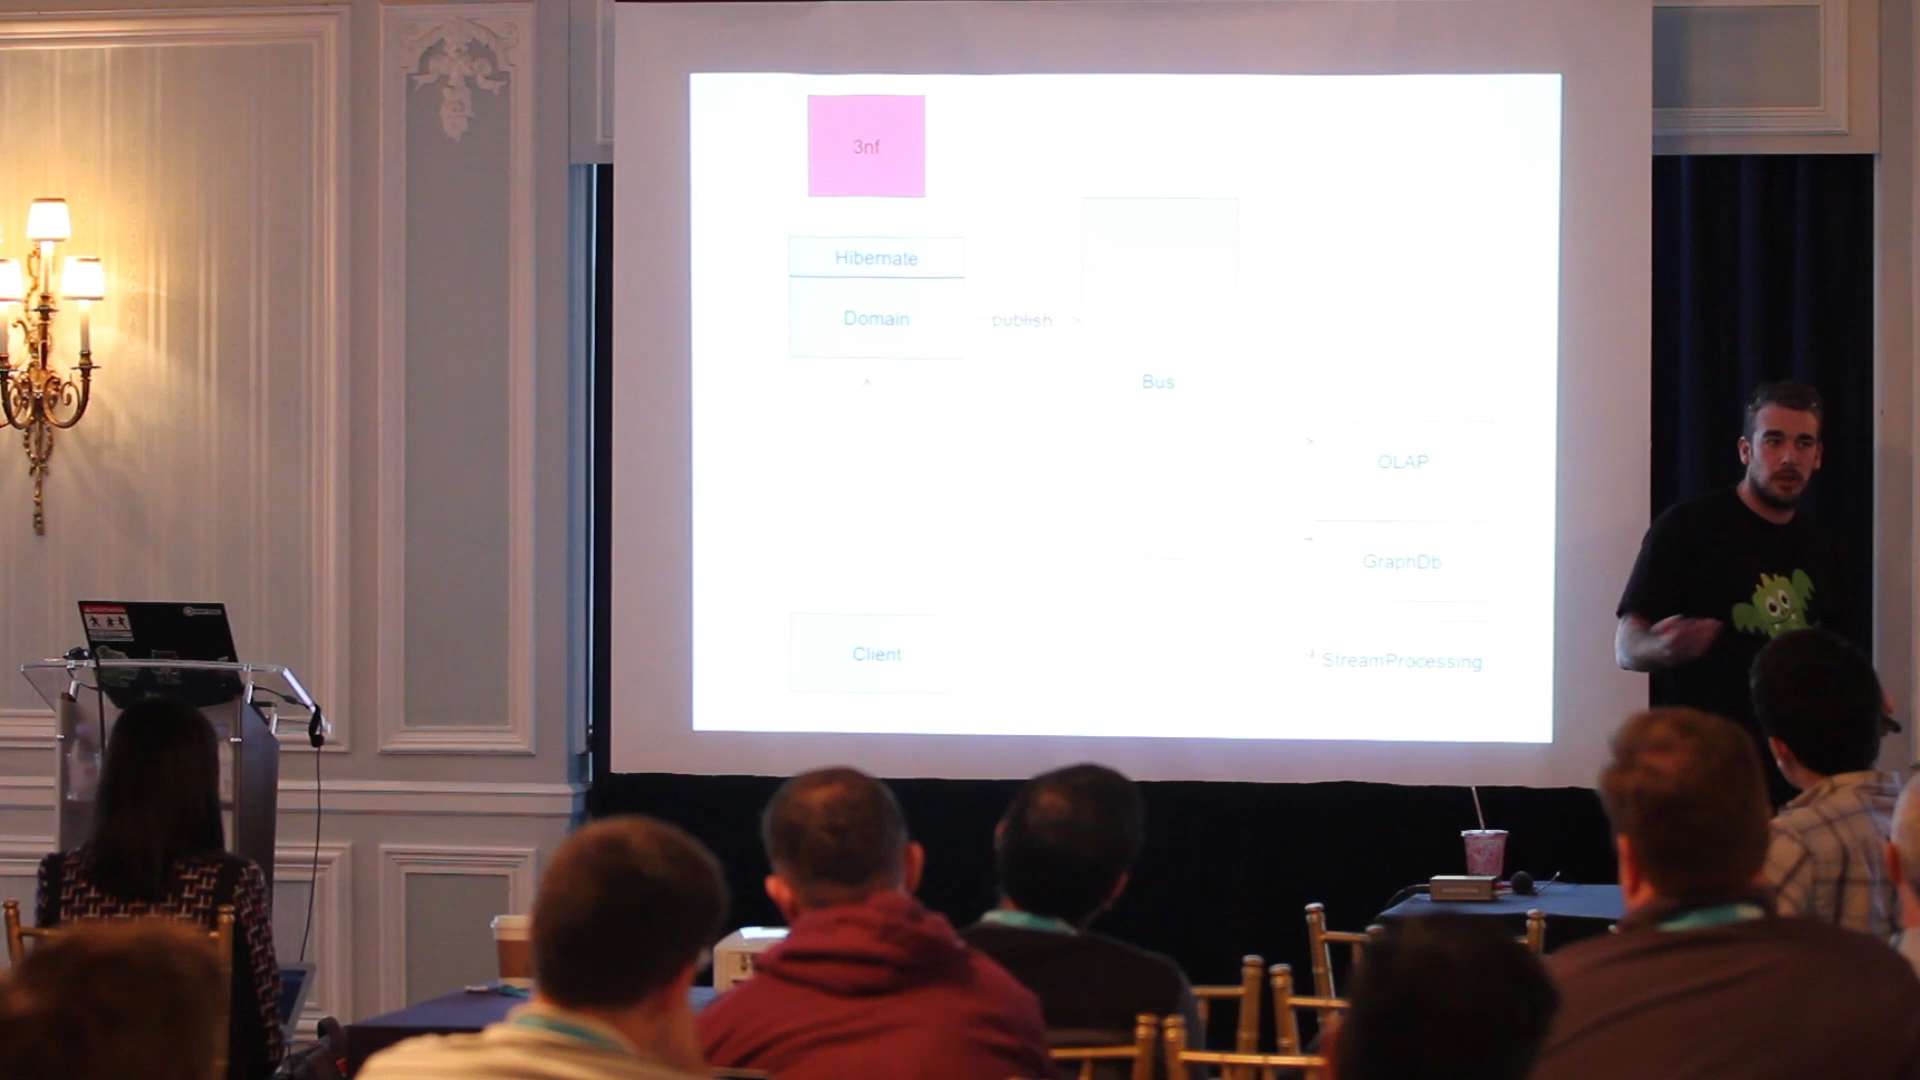 3nf
Hibernate
Domain
publish
Bus
OLAP
GraphDb
Client
StreamProcessing